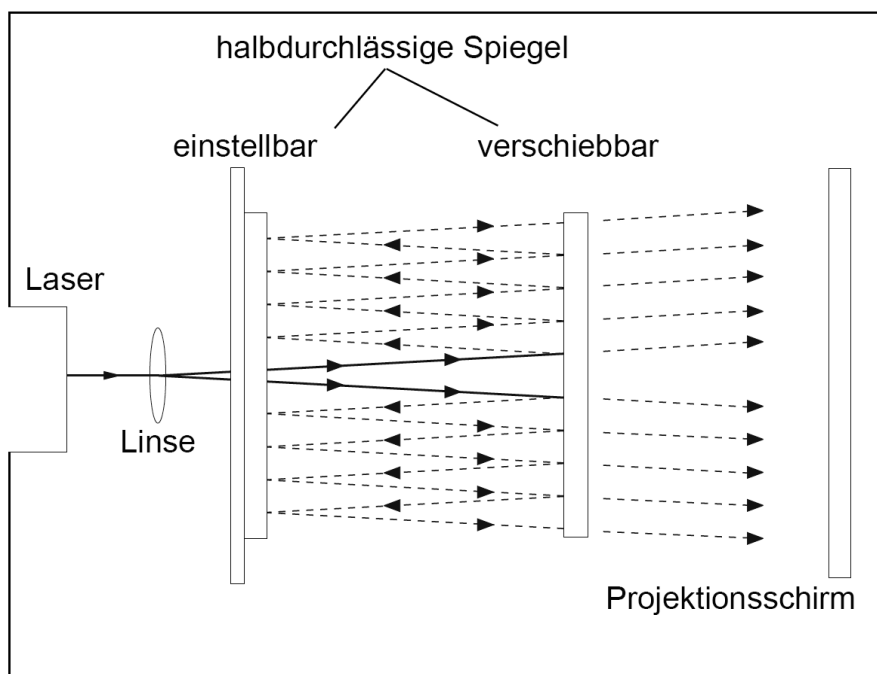 halbdurchlässige Spiegel
einstellbar
verschiebbar
Laser
Linse
Projektionsschirm